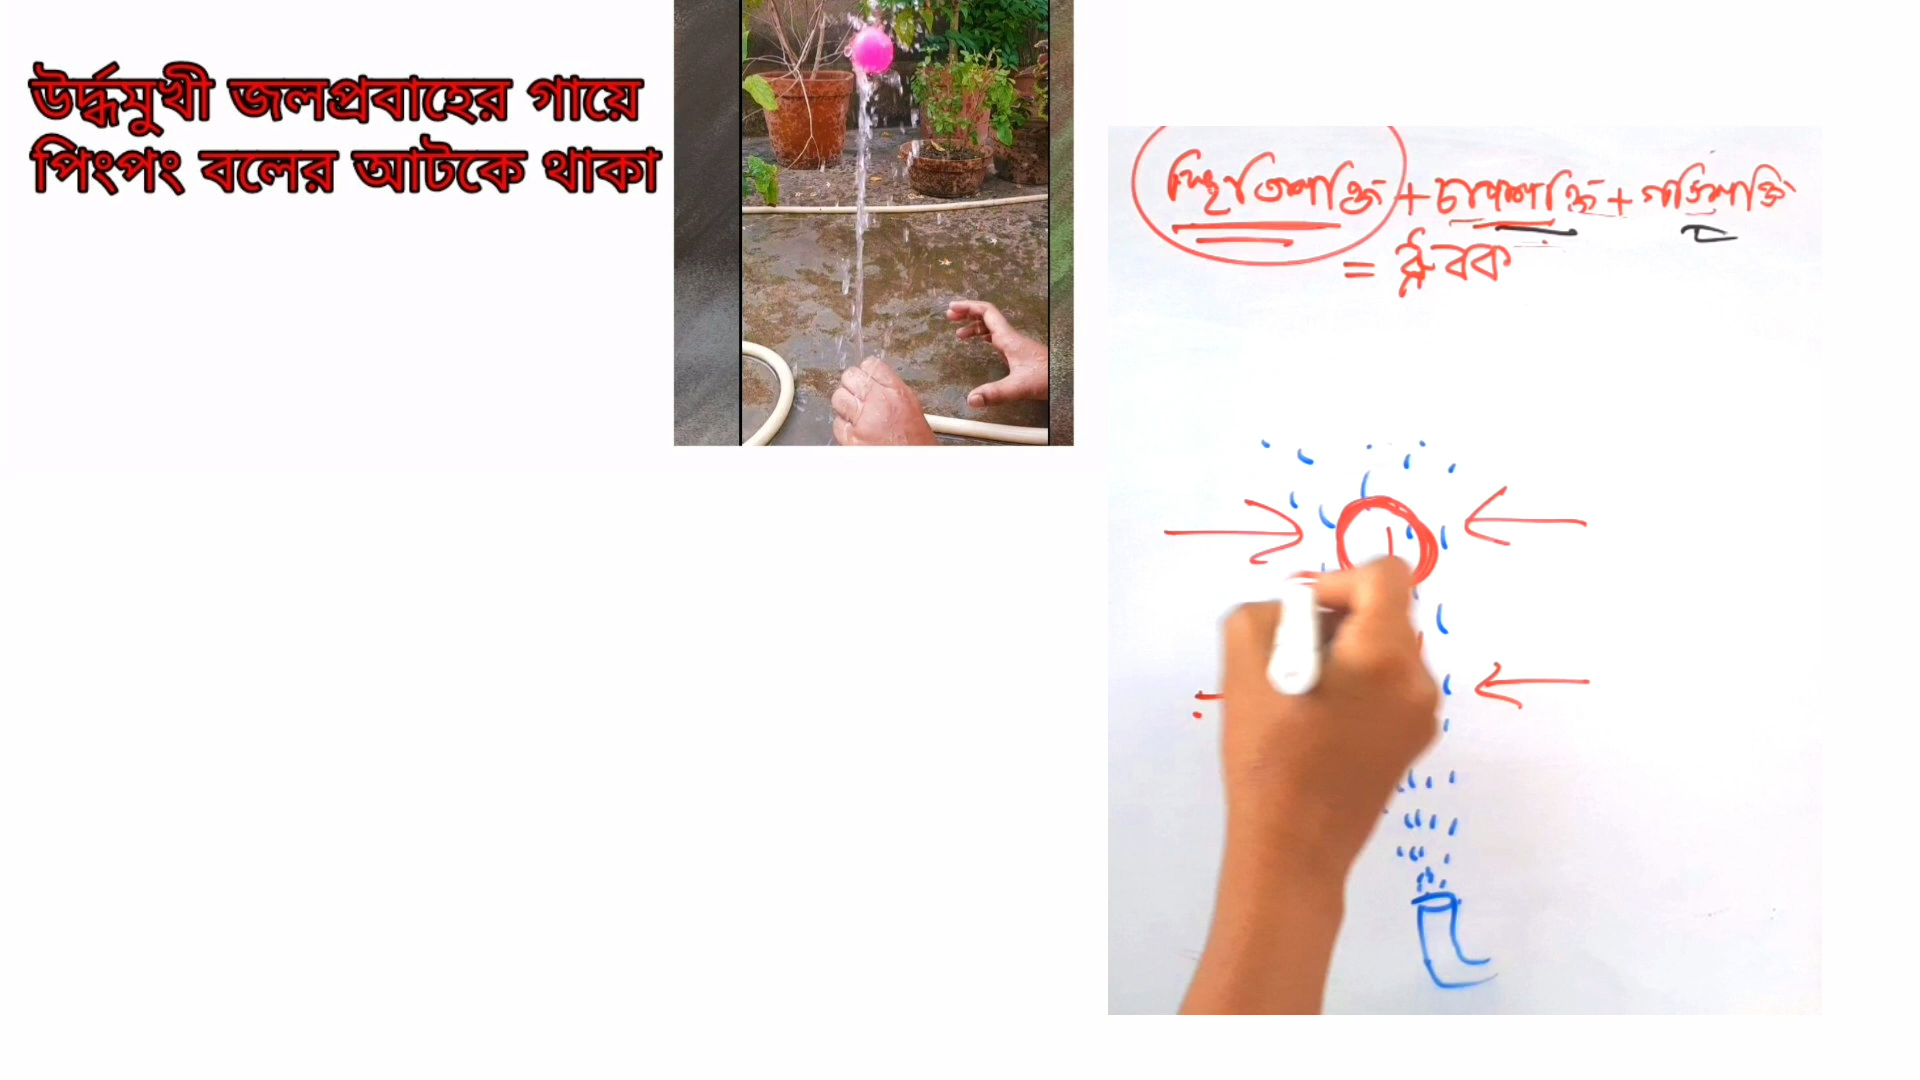 উর্দ্ধমুখী জলপ্রবাহের গায়ে
পিংপং বলের আটকে থাকা
স্থিতিশক্তি + চাপশক্তি + গতিশক্তি
= ধ্রুবক